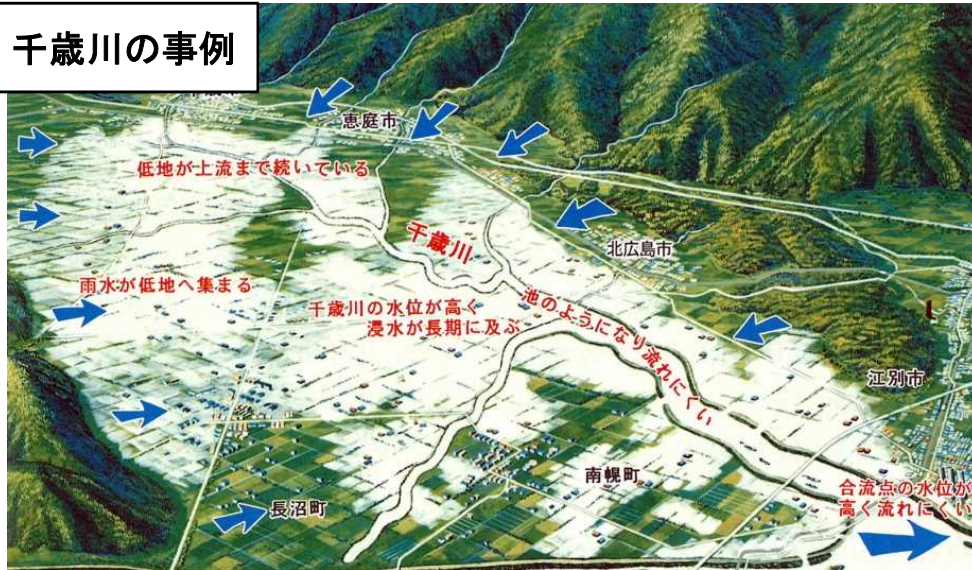 千歳川の事例
恵庭市
低地が上流まで続いている
千歳川
北広島市
雨水が低地へ集まる
千歳川の水位が高く
浸水が長期に及ぶ
池のようになり流れにくい
江別市
南幌町
合流点の水位が
高く流れにくい
長沼町